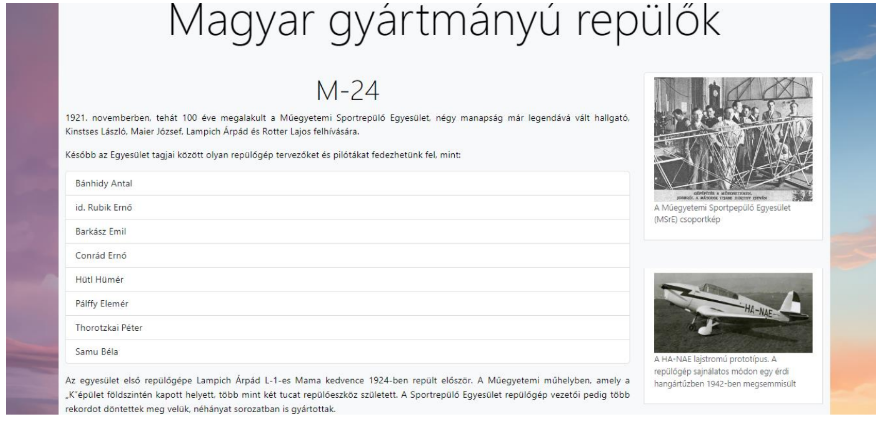 Magyar gyártmányú repülők
M-24
1921. novemberben, tehát 100 éve megalakult a Műegyetemi Sportrepülő Egyesület, négy manapság már legendává vált hallgató,
Kinstses László, Maier József, Lampich Árpád és Rotter Lajos felhívására.
Később az Egyesület tagjai között olyan repülőgép tervezőket és pilótákat fedezhetünk fel, mint:
Bánhidy Antal
id. Rubik Ernő
Barkász Emil
Conrád Ernő
Hütl Hümér
Pálffy Elemér
Thorotzkai Péter
Samu Béla
Az egyesület első repülőgépe Lampich Árpád L-1-es Mama kedvence 1924-ben repült először. A Műegyetemi műhelyben, amely a
„K"épület földszintén kapott helyett, több mint két tucat repülőeszköz született. A Sportrepülő Egyesület repülőgép vezetői pedig több
rekordot döntettek meg velük, néhányat sorozatban is gyártottak.
A Műegyetemi Sportpepülő Egyesület
(MSrE) csoportkép
HA-NAE
A HA-NAE lajstromú prototípus. A
repülőgép sajnálatos módon egy érdi
hangártűzben 1942-ben megsemmisült